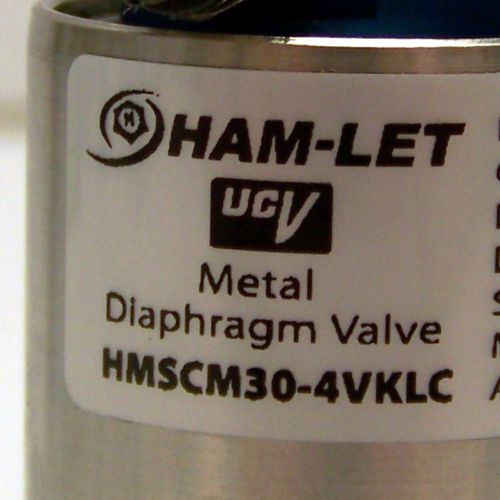 HAM-LET
UCV
Metal
Diaphragm Valve
HMSCM30-4VKLC